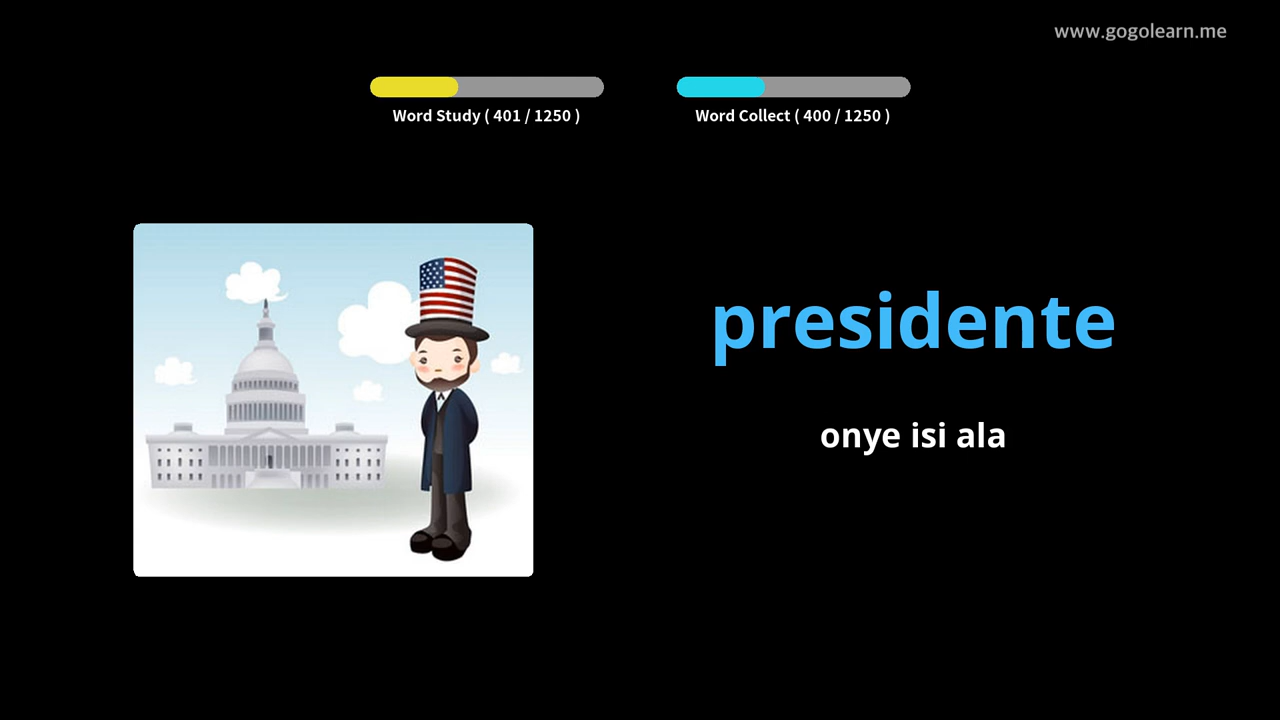 www.gogolearn.me
Word Study ( 401 / 1250 )
Word Collect ( 400 / 1250 )
presidente
onye isi ala